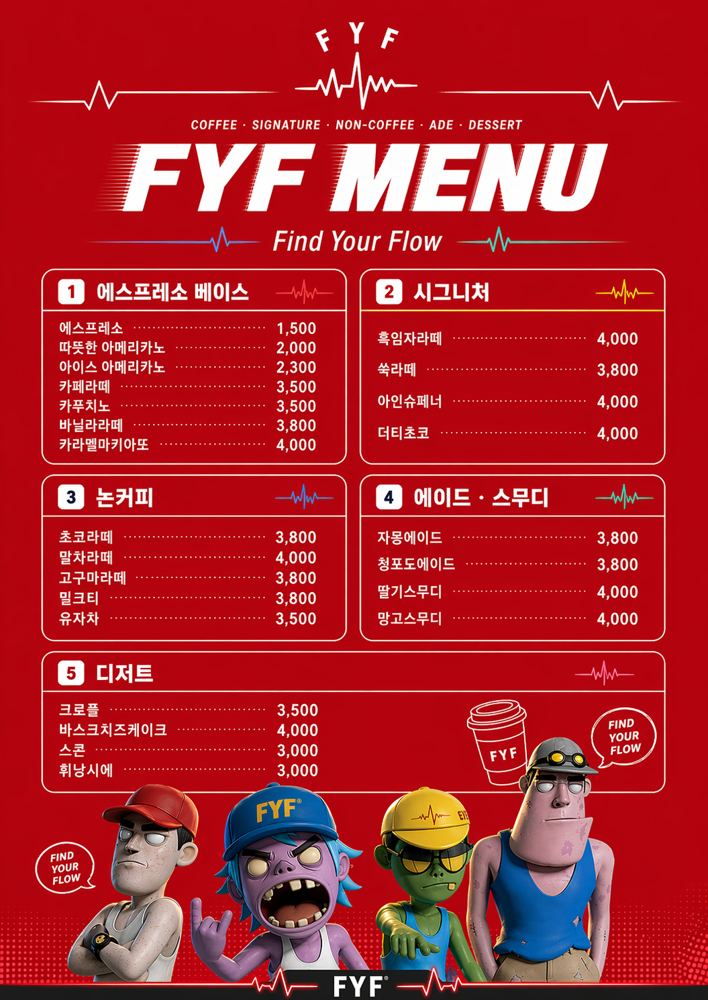 FYF
COFFEE · SIGNATURE · NON-COFFEE · ADE · DESSERT
FYF MENU
Find Your Flow
1 에스프레소 베이스
에스프레소 1,500
따뜻한 아메리카노 2,000
아이스 아메리카노 2,300
카페라떼 3,500
카푸치노 3,500
바닐라라떼 3,800
카라멜마키아또 4,000
2 시그니처
흑임자라떼 4,000
쑥라떼 3,800
아인슈페너 4,000
더티초코 4,000
3 논커피
초코라떼 3,800
말차라떼 4,000
고구마라떼 3,800
밀크티 3,800
유자차 3,500
4 에이드 · 스무디
자몽에이드 3,800
청포도에이드 3,800
딸기스무디 4,000
망고스무디 4,000
5 디저트
크로플 3,500
바스크치즈케이크 4,000
스콘 3,000
휘낭시에 3,000
FYF
FIND
YOUR
FLOW
FYF®
FIND
YOUR
FLOW
FYF